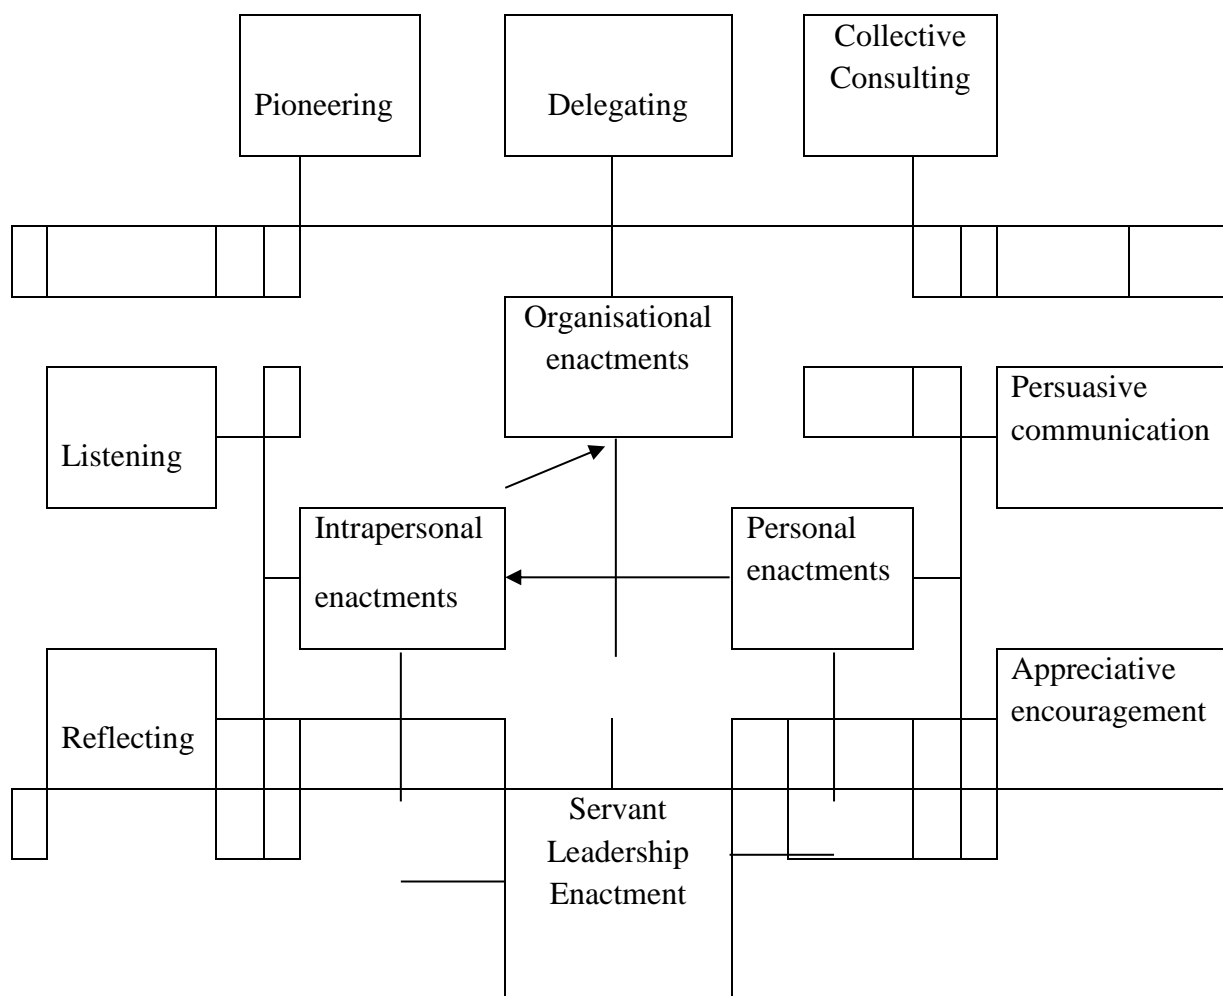 Pioneering
Delegating
Collective
Consulting
Organisational
enactments
Listening
Persuasive
communication
Intrapersonal
enactments
Personal
enactments
Reflecting
Appreciative
encouragement
Servant
Leadership
Enactment